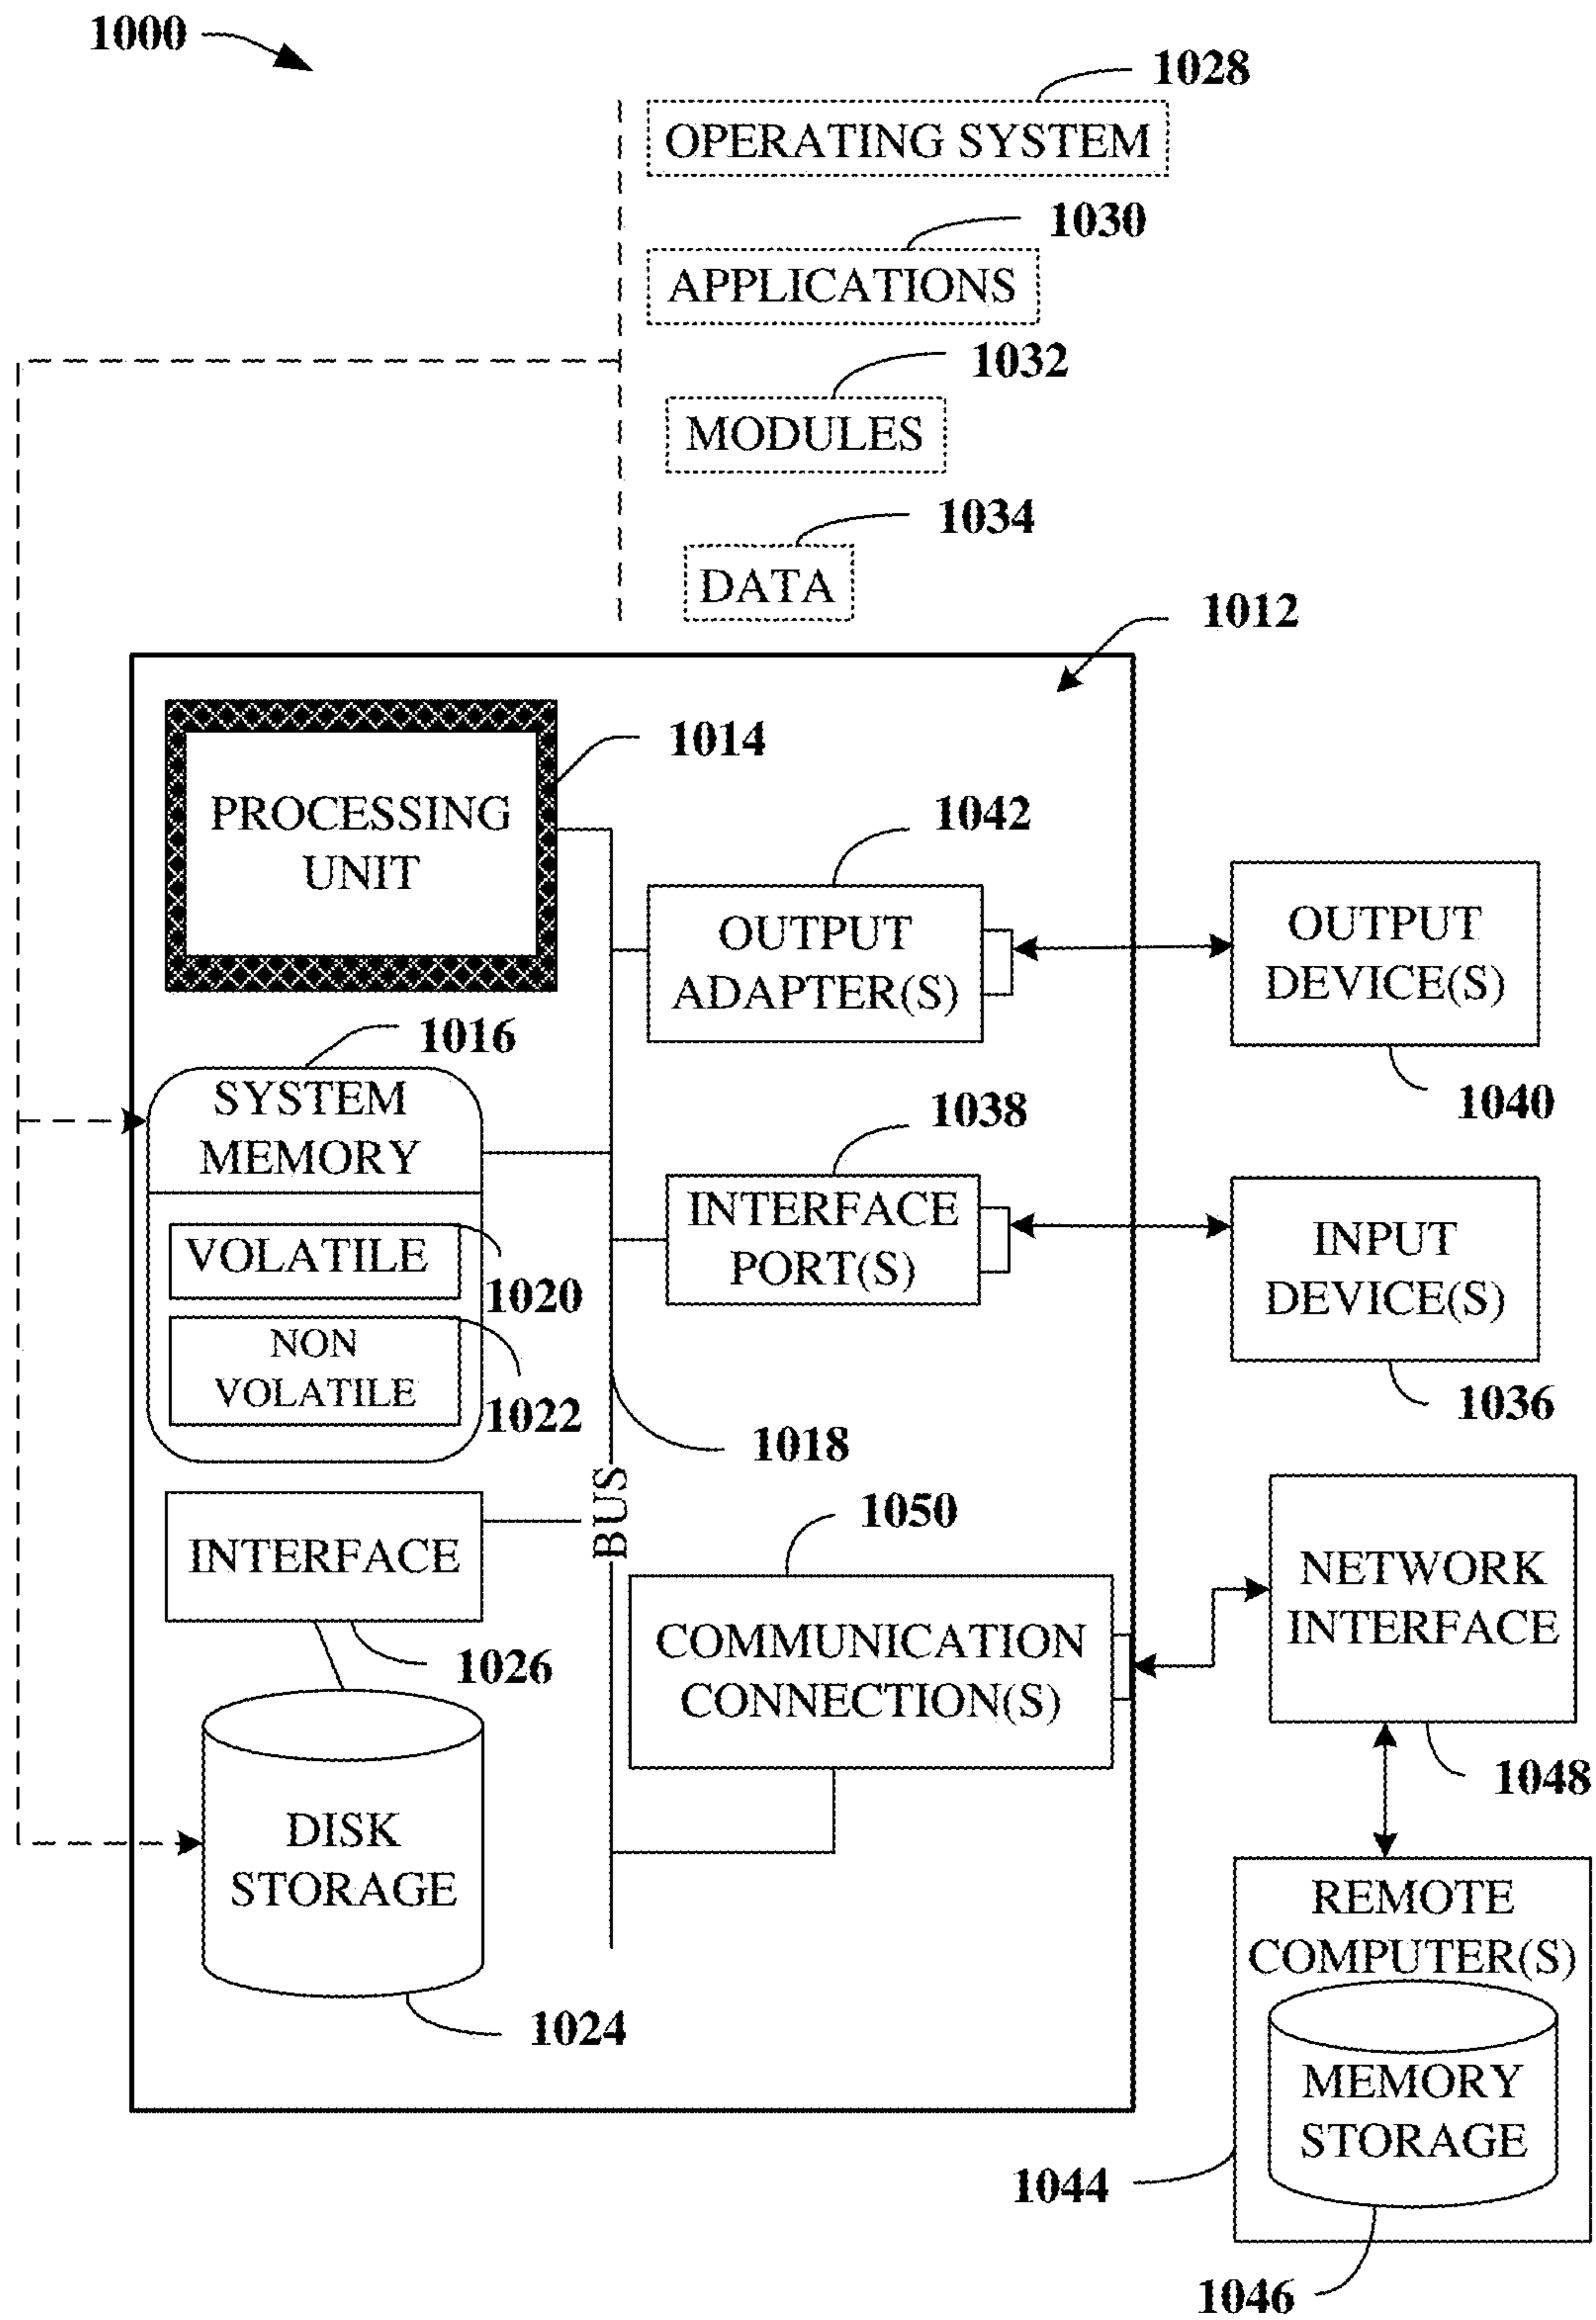 1000
1028
OPERATING SYSTEM
1030
APPLICATIONS
1032
MODULES
1034
DATA
1012
1014
PROCESSING
UNIT
1042
OUTPUT
ADAPTER(S)
OUTPUT
DEVICE(S)
1040
1016
SYSTEM
MEMORY
1038
INTERFACE
PORT(S)
INPUT
DEVICE(S)
1036
VOLATILE
1020
NON
VOLATILE
1022
1018
BUS
INTERFACE
1026
1050
COMMUNICATION
CONNECTION(S)
NETWORK
INTERFACE
1048
DISK
STORAGE
1024
REMOTE
COMPUTER(S)
MEMORY
STORAGE
1044
1046